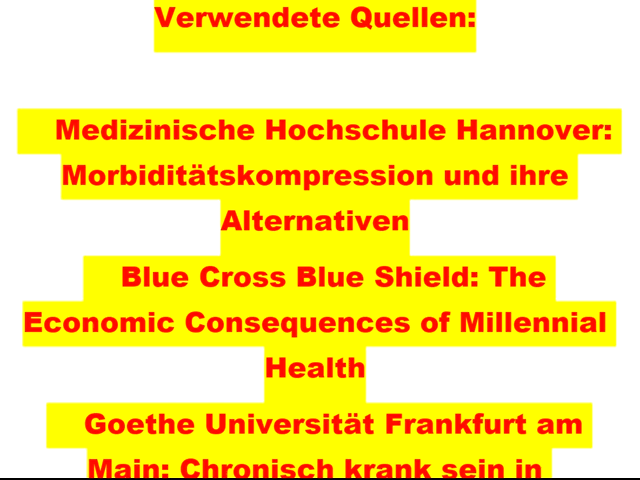 Verwendete Quellen:
Medizinische Hochschule Hannover:
Morbiditätskompression und ihre
Alternativen
Blue Cross Blue Shield: The
Economic Consequences of Millennial
Health
Goethe Universität Frankfurt am
Main: Chronisch krank sein in